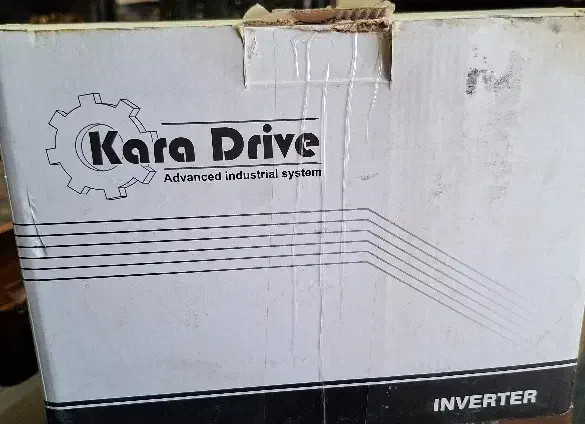 Kara Drive
Advanced industrial system
INVERTER